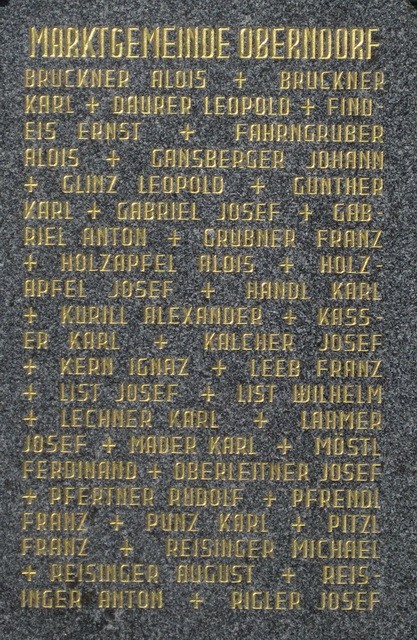 MARKTGEMEINDE OBERNDORF
BRUCKNER ALOIS + BRUCKNER
KARL + DAURER LEOPOLD + FIND-
EIS ERNST + FAHRNGRUBER
ALOIS + GANSBERGER JOHANN
+ GLINZ LEOPOLD + GÜNTHER
KARL + GABRIEL JOSEF + GAB-
RIEL ANTON + GRUBNER FRANZ
+ HOLZAPFEL ALOIS + HOLZ-
APFEL JOSEF + HANDL KARL
+ KURILL ALEXANDER + KASS-
ER KARL + KALCHER JOSEF
+ KERN IGNAZ + LEEB FRANZ
+ LIST JOSEF + LIST WILHELM
+ LECHNER KARL + LAHMER
JOSEF + MADER KARL + MÖSTL
FERDINAND + OBERLEITNER JOSEF
+ PFERTNER RUDOLF + PFRENDL
FRANZ + PUNZ KARL + PITZL
FRANZ + REISINGER MICHAEL
+ REISINGER AUGUST + REIS-
INGER ANTON + RIGLER JOSEF